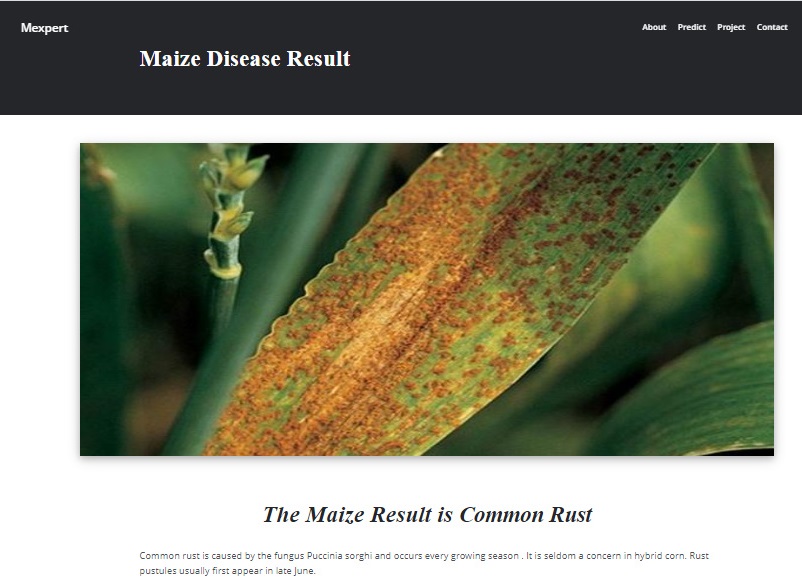 Mexpert
About Predict Project Contact
Maize Disease Result
The Maize Result is Common Rust
Common rust is caused by the fungus Puccinia sorghi and occurs every growing season . It is seldom a concern in hybrid corn. Rust
pustules usually first appear in late June.